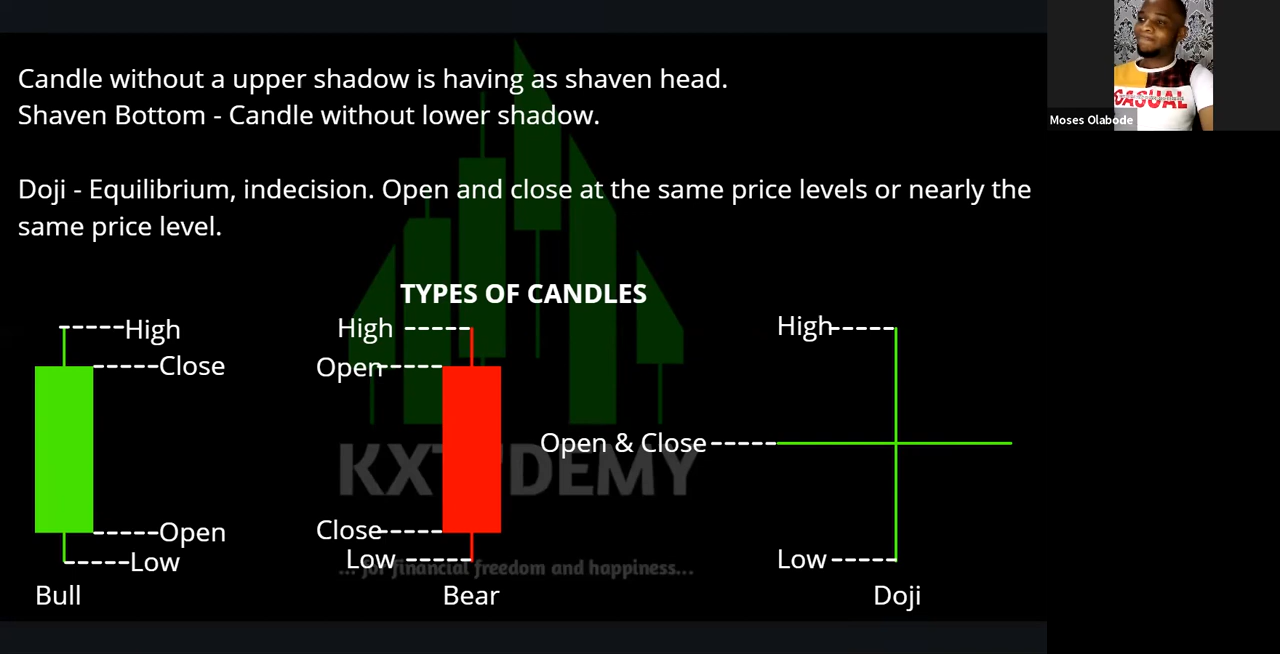 Candle without a upper shadow is having as shaven head.
Shaven Bottom - Candle without lower shadow.
Doji - Equilibrium, indecision. Open and close at the same price levels or nearly the
same price level.
TYPES OF CANDLES
High
Close
Open
Low
Bull
High
Open
Close
Low
Bear
High
Open & Close
Low
Doji
DEMY
... for financial freedom and happiness...
CASUAL
Moses Olabode